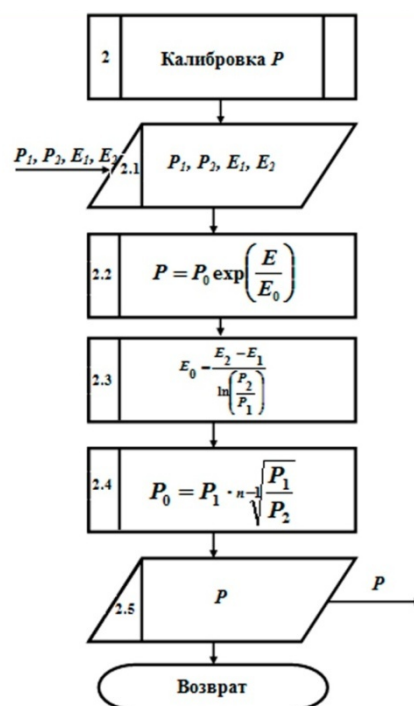 2 Калибровка P
P₁, P₂, E₁, E₂
2.1 P₁, P₂, E₁, E₂
2.2 P = P₀ exp(E/E₀)
2.3 E₀ = (E₂ − E₁)/ln(P₂/P₁)
2.4 P₀ = P₁ · ⁿ⁻¹√(P₁/P₂)
2.5 P
P
Возврат